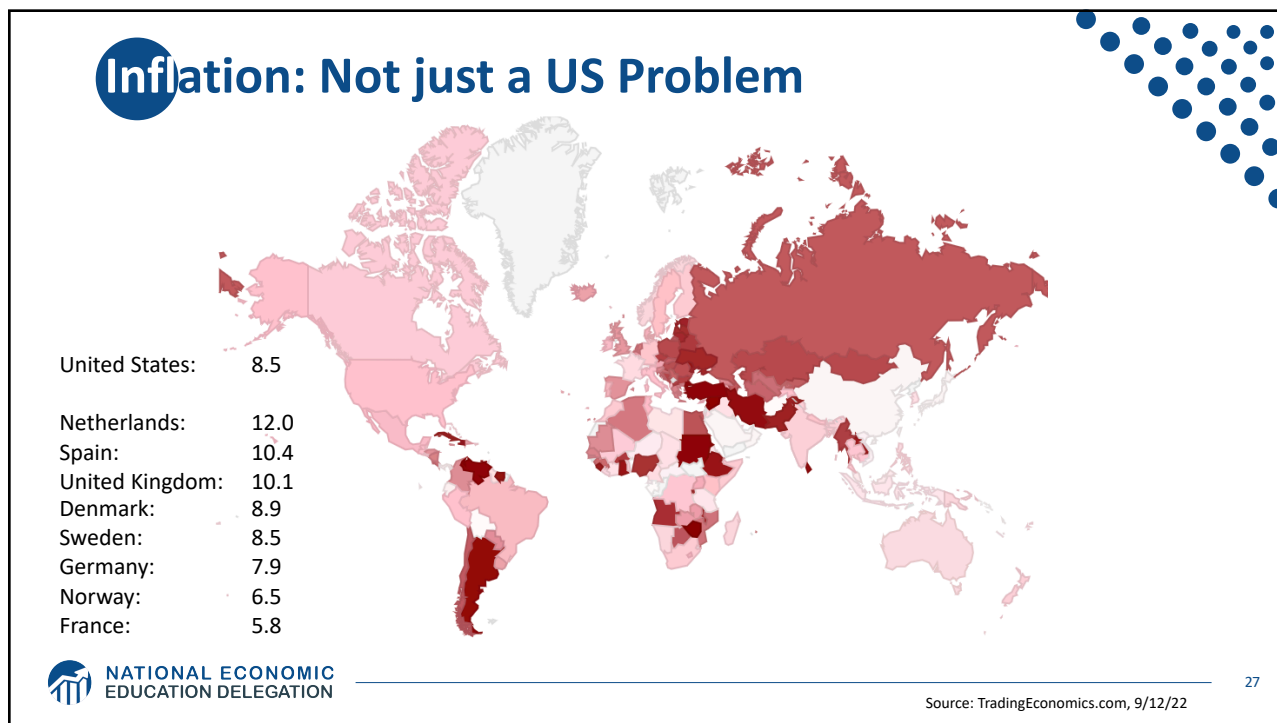 Inflation: Not just a US Problem
United States: 8.5
Netherlands: 12.0
Spain: 10.4
United Kingdom: 10.1
Denmark: 8.9
Sweden: 8.5
Germany: 7.9
Norway: 6.5
France: 5.8
NATIONAL ECONOMIC
EDUCATION DELEGATION
27
Source: TradingEconomics.com, 9/12/22